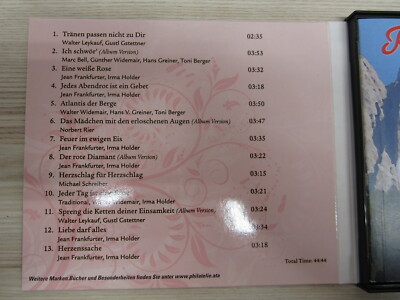 1. Tränen passen nicht zu Dir 02:35
Walter Leykauf, Gustl Gstettner
2. Ich schwöre' (Album Version) 03:53
Marc Bell, Günther Widemair, Hans Greiner, Toni Berger
3. Eine weiße Rose 03:32
Jean Frankfurter, Irma Holder
4. Jedes Abendrot ist ein Gebet 03:18
Jean Frankfurter, Irma Holder
5. Atlantis der Berge 03:50
Walter Widemair, Hans V. Greiner, Toni Berger
6. Das Mädchen mit den erloschenen Augen (Album Version) 03:47
Norbert Rier
7. Feuer im ewigen Eis 03:35
Jean Frankfurter, Irma Holder
8. Der rote Diamant (Album Version) 03:22
Jean Frankfurter, Irma Holder
9. Herzschlag für Herzschlag 03:15
Michael Schreiber
10. Jeder Tag 03:21
Traditional, Widemair, Irma Holder
11. Spreng die Ketten deiner Einsamkeit (Album Version) 03:24
Walter Leykauf, Gustl Gstettner
12. Liebe darf alles :34
Jean Frankfurter, Irma Holder
13. Herzenssache 03:18
Jean Frankfurter, Irma Holder
Total Time: 44:44
Weitere Marken, Bücher und Besonderheiten finden Sie unter www.philatelie.de